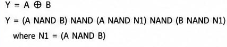 Y = A ⊕ B
Y = (A NAND B) NAND (A NAND N1) NAND (B NAND N1)
where N1 = (A NAND B)